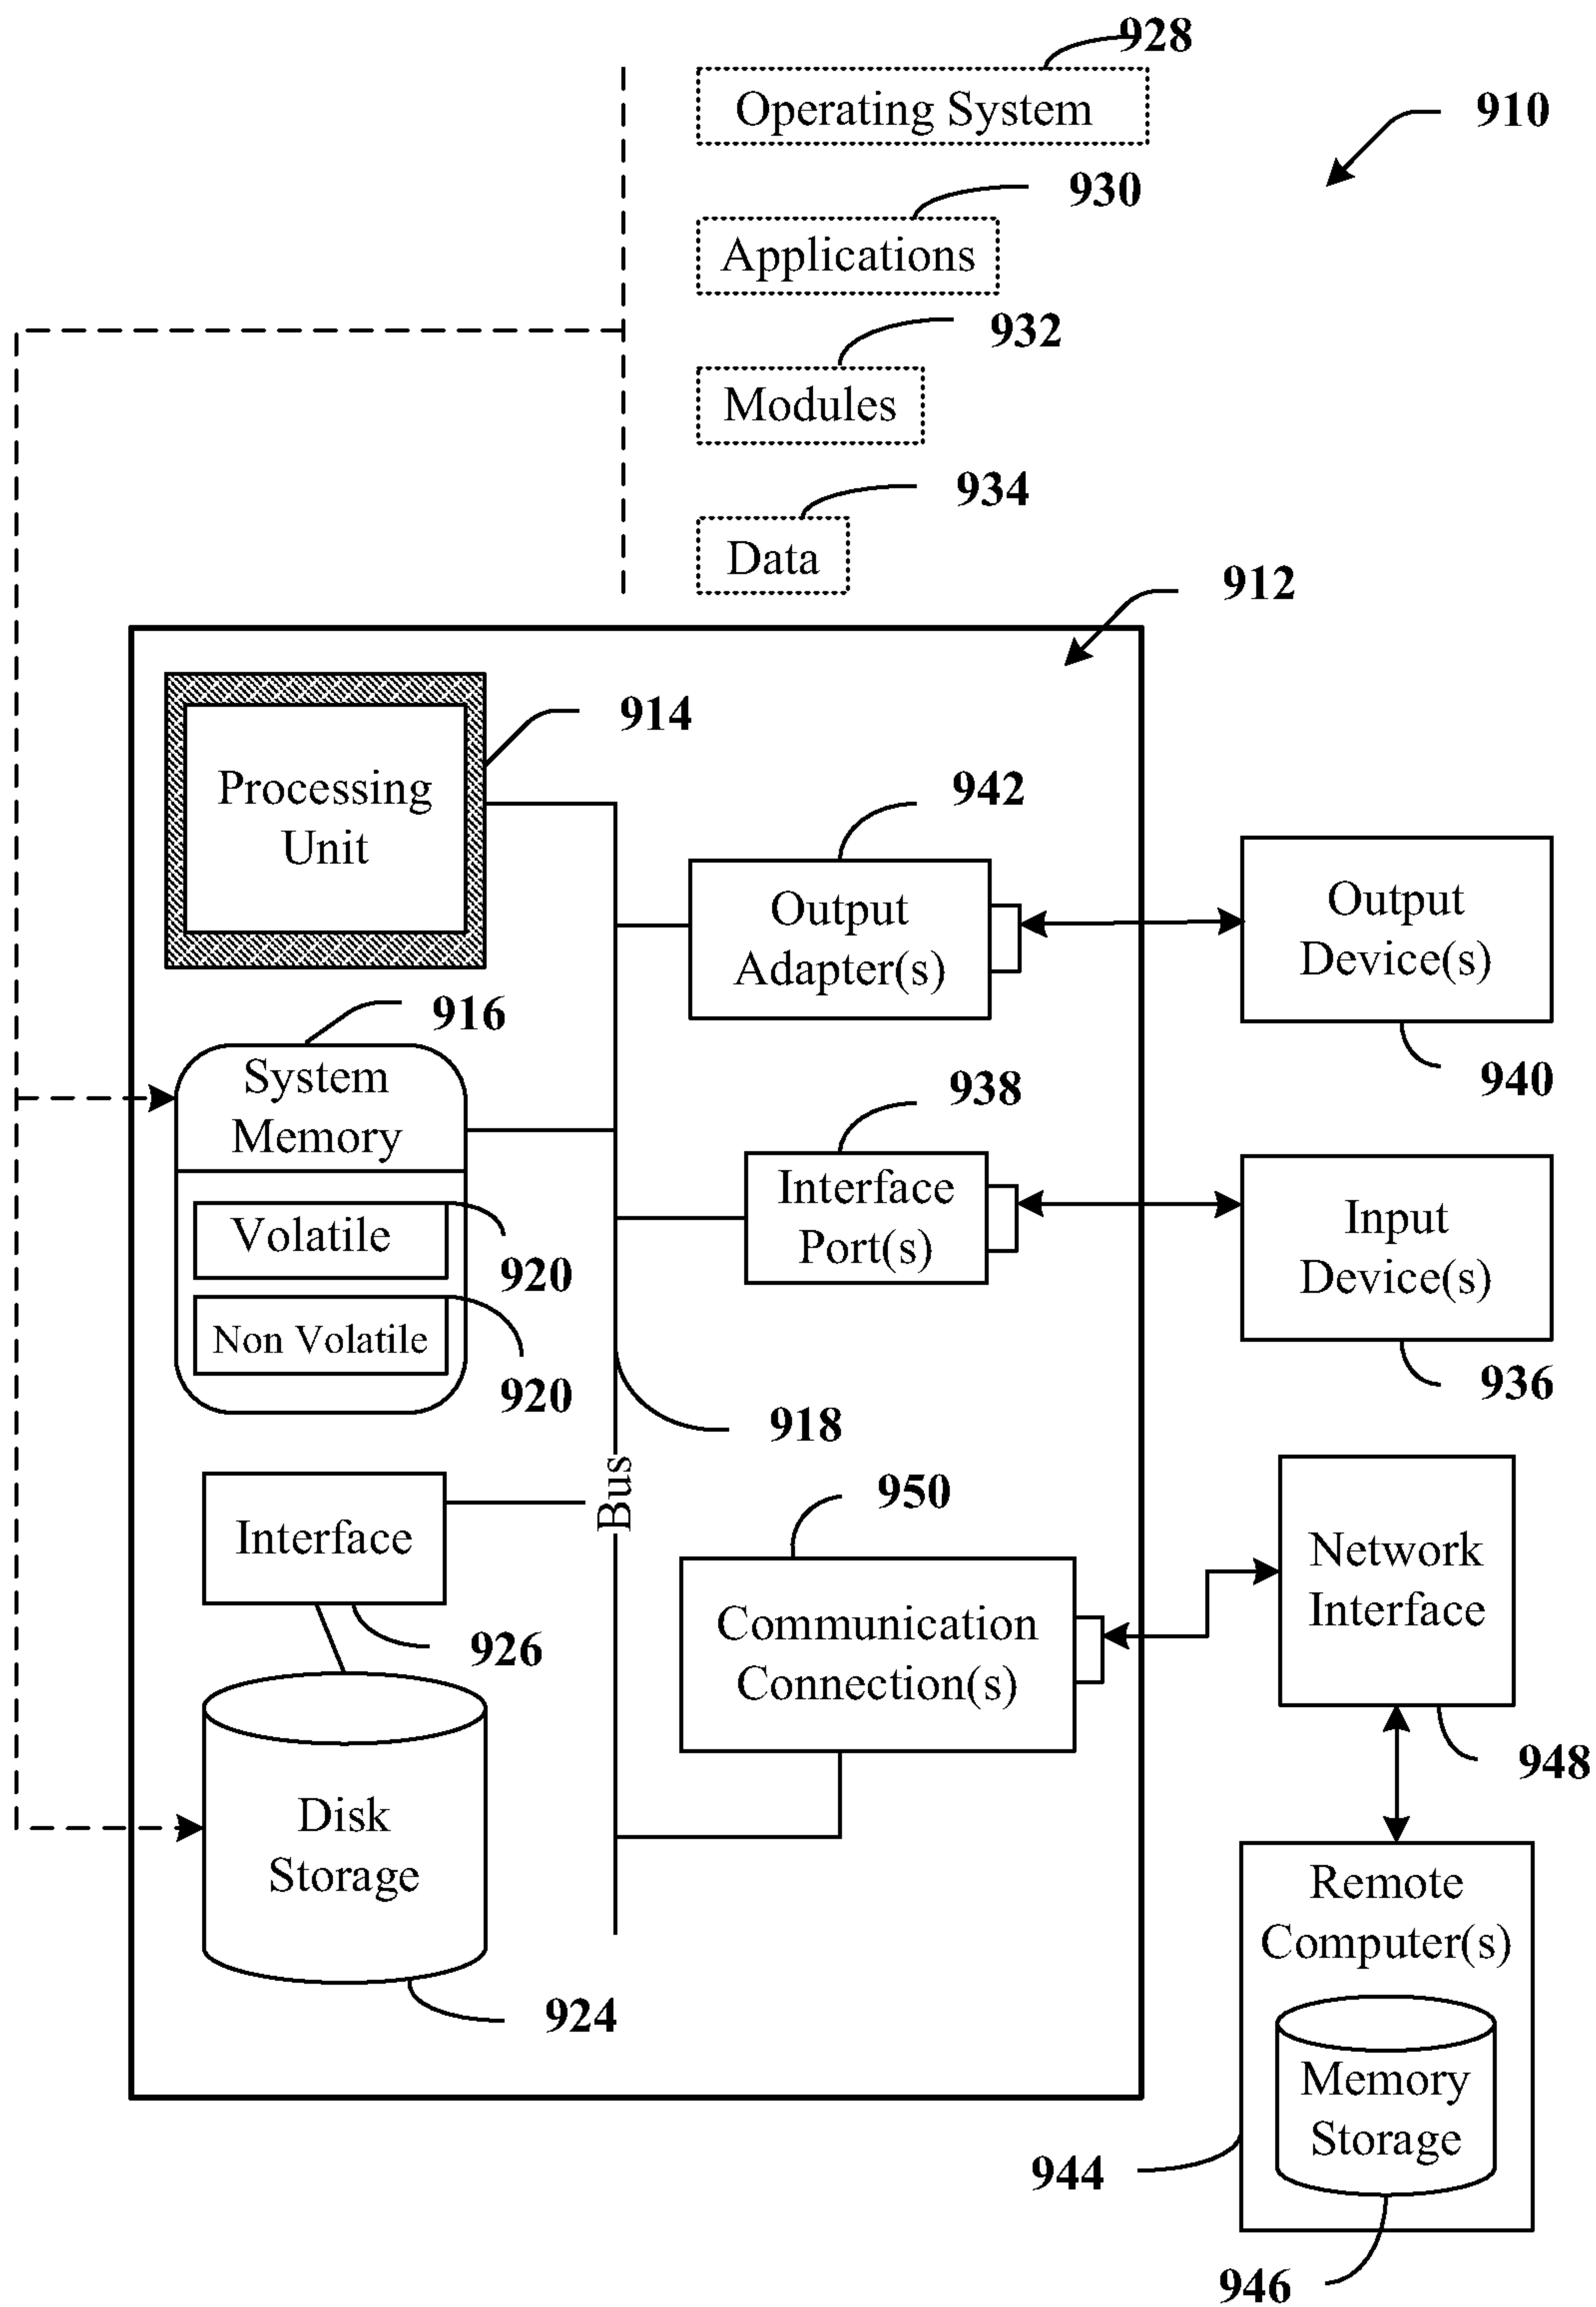 928
Operating System
910
930
Applications
932
Modules
934
Data
912
914
Processing
Unit
942
Output
Adapter(s)
Output
Device(s)
940
916
System
Memory
938
Interface
Port(s)
Input
Device(s)
936
Volatile
920
Non Volatile
920
918
Bus
950
Interface
926
Communication
Connection(s)
Network
Interface
948
Disk
Storage
924
Remote
Computer(s)
Memory
Storage
944
946